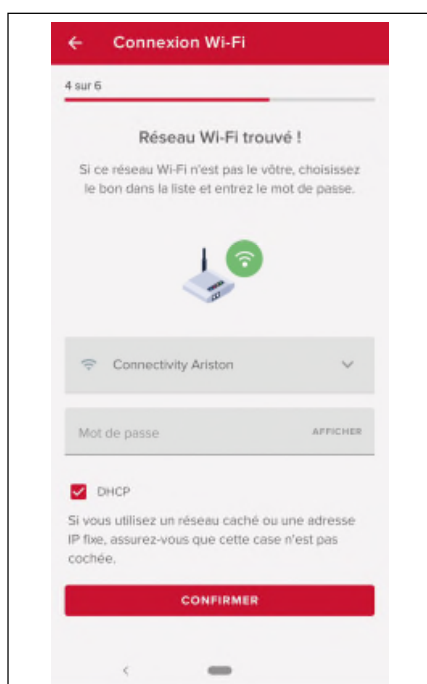 Connexion Wi-Fi
4 sur 6
Réseau Wi-Fi trouvé !
Si ce réseau Wi-Fi n'est pas le vôtre, choisissez
le bon dans la liste et entrez le mot de passe.
Connectivity Ariston
Mot de passe AFFICHER
DHCP
Si vous utilisez un réseau caché ou une adresse
IP fixe, assurez-vous que cette case n'est pas
cochée.
CONFIRMER